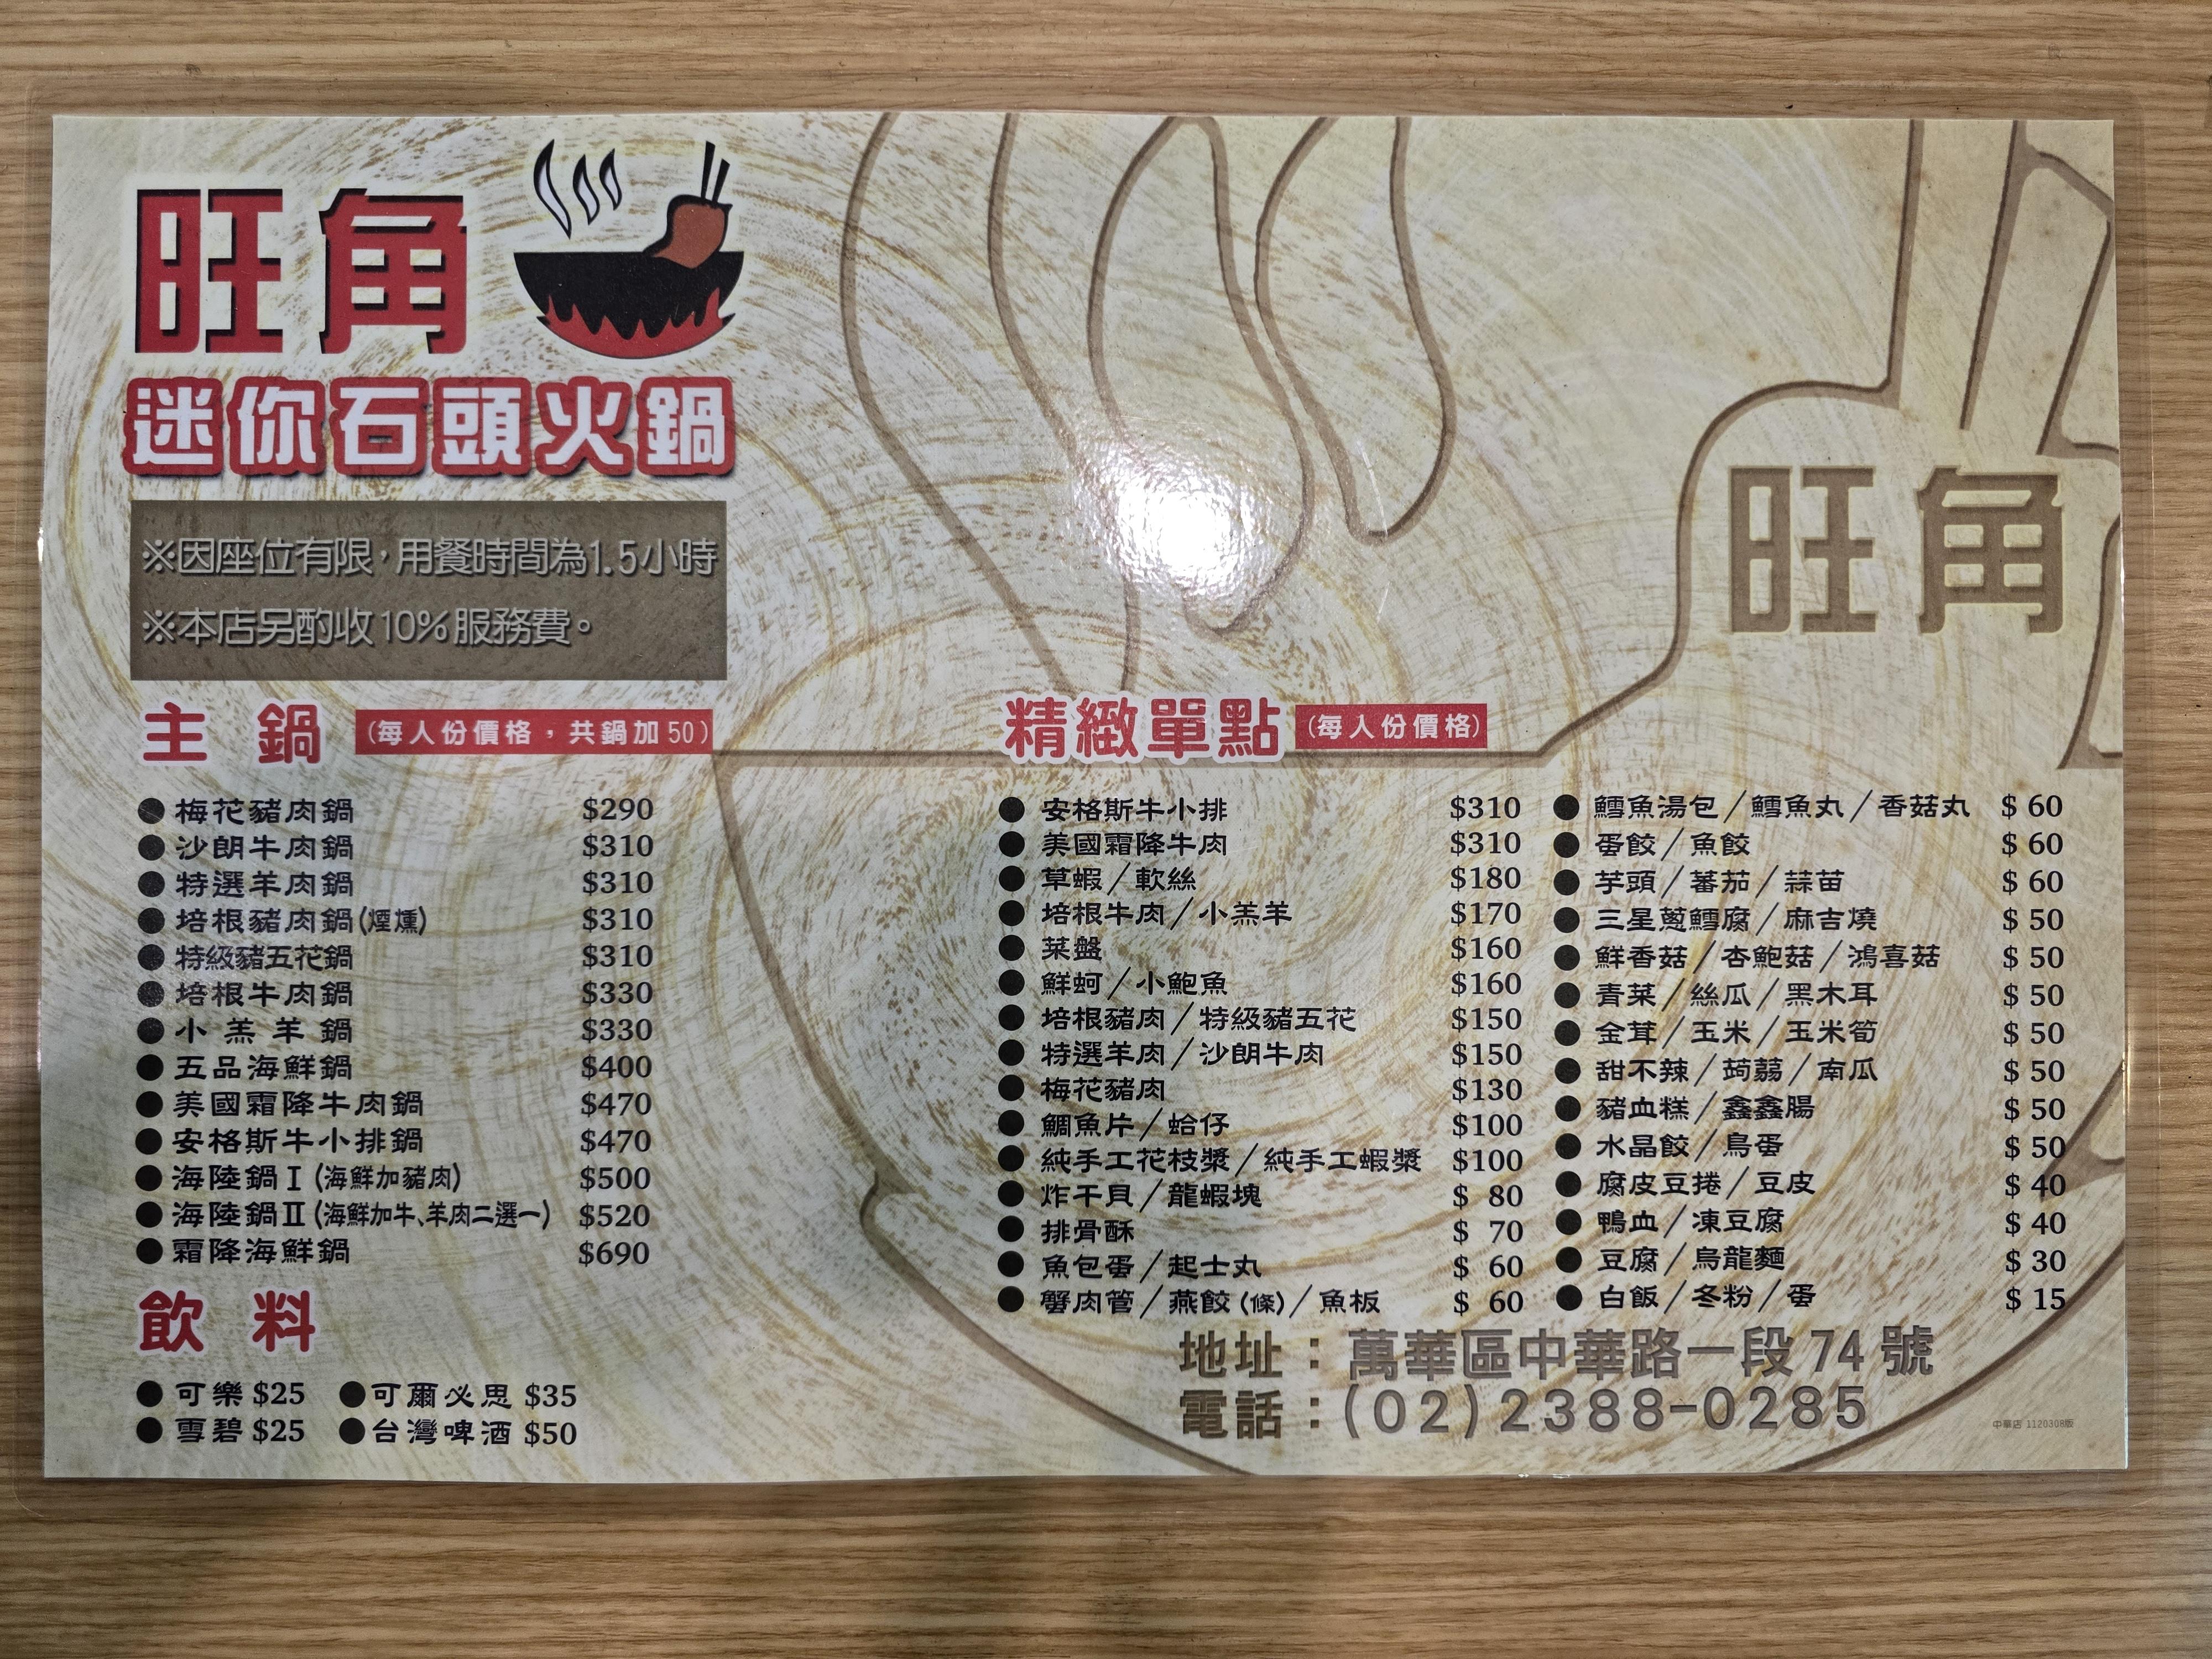 旺角
迷你石頭火鍋
※因座位有限，用餐時間為1.5小時
※本店另酌收10%服務費。
旺角
主鍋 (每人份價格，共鍋加50)
●梅花豬肉鍋 $290
●沙朗牛肉鍋 $310
●特選羊肉鍋 $310
●培根豬肉鍋(煙燻) $310
●特級豬五花鍋 $310
●培根牛肉鍋 $330
●小羔羊鍋 $330
●五品海鮮鍋 $400
●美國霜降牛肉鍋 $470
●安格斯牛小排鍋 $470
●海陸鍋Ⅰ(海鮮加豬肉) $500
●海陸鍋Ⅱ(海鮮加牛、羊肉二選一) $520
●霜降海鮮鍋 $690
飲料
●可樂 $25 ●可爾必思 $35
●雪碧 $25 ●台灣啤酒 $50
精緻單點 (每人份價格)
●安格斯牛小排 $310
●美國霜降牛肉 $310
●草蝦／軟絲 $180
●培根牛肉／小羔羊 $170
●菜盤 $160
●鮮蚵／小鮑魚 $160
●培根豬肉／特級豬五花 $150
●特選羊肉／沙朗牛肉 $150
●梅花豬肉 $130
●鯛魚片／蛤仔 $100
●純手工花枝漿／純手工蝦漿 $100
●炸干貝／龍蝦塊 $ 80
●排骨酥 $ 70
●魚包蛋／起士丸 $ 60
●蟹肉管／燕餃(條)／魚板 $ 60
●鱈魚湯包／鱈魚丸／香菇丸 $ 60
●蛋餃／魚餃 $ 60
●芋頭／蕃茄／蒜苗 $ 60
●三星蔥鱈腐／麻吉燒 $ 50
●鮮香菇／杏鮑菇／鴻喜菇 $ 50
●青菜／絲瓜／黑木耳 $ 50
●金茸／玉米／玉米筍 $ 50
●甜不辣／蒟蒻／南瓜 $ 50
●豬血糕／鑫鑫腸 $ 50
●水晶餃／鳥蛋 $ 50
●腐皮豆捲／豆皮 $ 40
●鴨血／凍豆腐 $ 40
●豆腐／烏龍麵 $ 30
●白飯／冬粉／蛋 $ 15
地址：萬華區中華路一段74號
電話：(02)2388-0285
中華店 1120308版